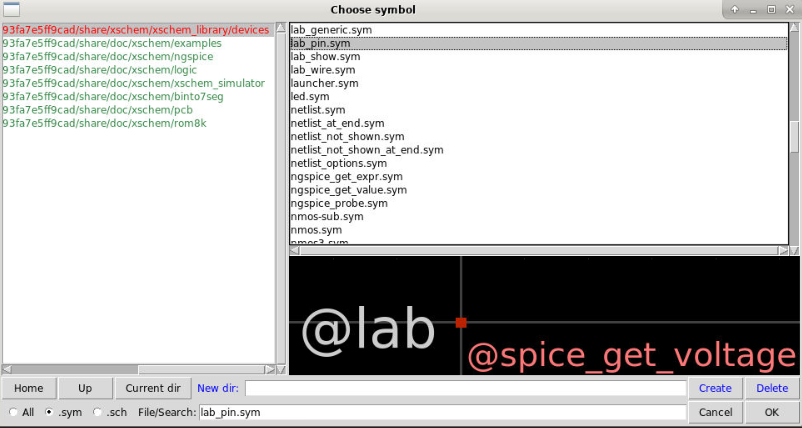 Choose symbol
93fa7e5ff9cad/share/xschem/xschem_library/devices
93fa7e5ff9cad/share/doc/xschem/examples
93fa7e5ff9cad/share/doc/xschem/ngspice
93fa7e5ff9cad/share/doc/xschem/logic
93fa7e5ff9cad/share/doc/xschem/xschem_simulator
93fa7e5ff9cad/share/doc/xschem/binto7seg
93fa7e5ff9cad/share/doc/xschem/pcb
93fa7e5ff9cad/share/doc/xschem/rom8k
lab_generic.sym
lab_pin.sym
lab_show.sym
lab_wire.sym
launcher.sym
led.sym
netlist.sym
netlist_at_end.sym
netlist_not_shown.sym
netlist_not_shown_at_end.sym
netlist_options.sym
ngspice_get_expr.sym
ngspice_get_value.sym
ngspice_probe.sym
nmos-sub.sym
nmos.sym
nmos3.sym
@lab
@spice_get_voltage
Home Up Current dir New dir: Create Delete
All .sym .sch File/Search: lab_pin.sym Cancel OK